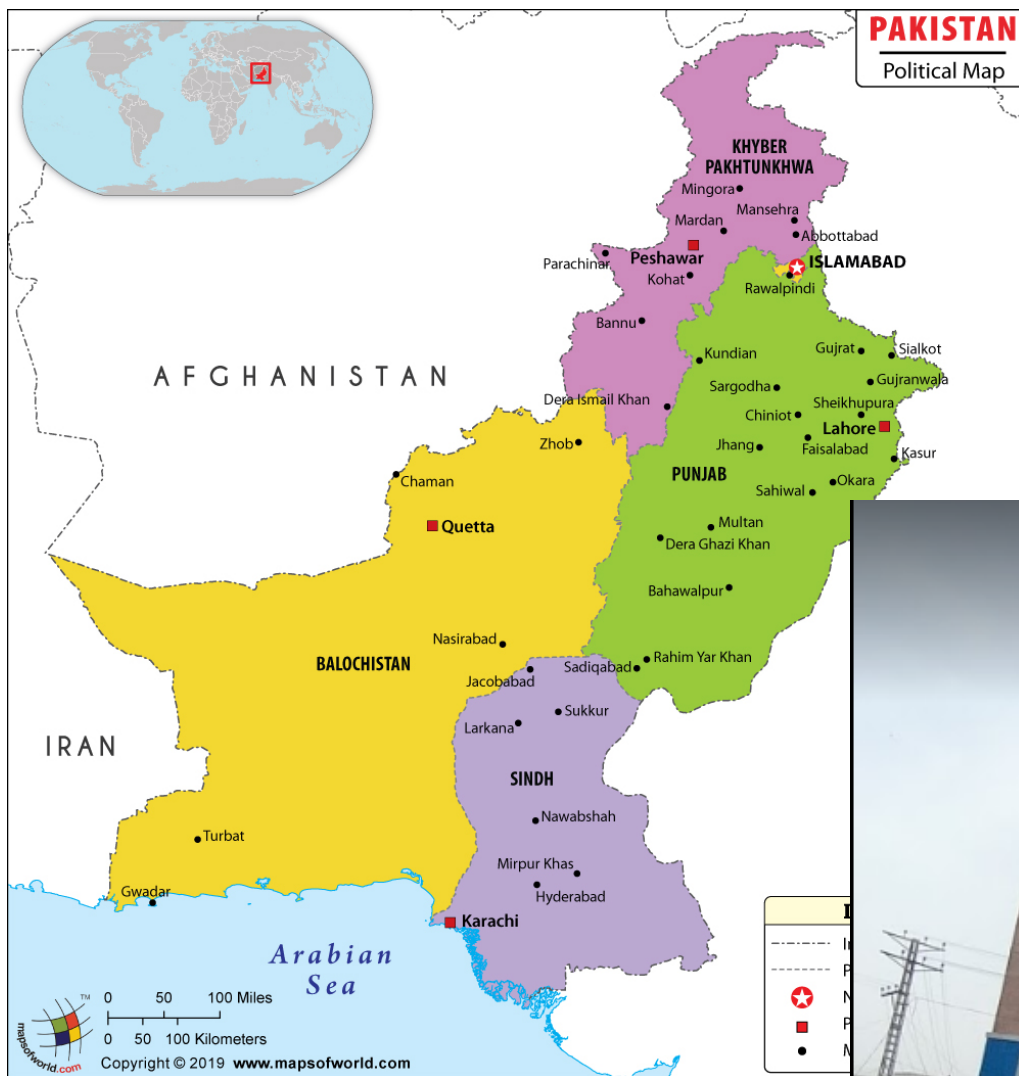 PAKISTAN
Political Map
KHYBER
PAKHTUNKHWA
Mingora
Mansehra
Mardan
Abbottabad
Peshawar
Parachinar
ISLAMABAD
Kohat
Rawalpindi
Bannu
Kundian
Gujrat
Sialkot
AFGHANISTAN
Sargodha
Gujranwala
Dera Ismail Khan
Chiniot
Sheikhupura
Lahore
Zhob
Jhang
Faisalabad
Kasur
Chaman
PUNJAB
Okara
Sahiwal
Quetta
Multan
Dera Ghazi Khan
Bahawalpur
Nasirabad
BALOCHISTAN
Rahim Yar Khan
Sadiqabad
Jacobabad
Sukkur
Larkana
IRAN
SINDH
Nawabshah
Turbat
Mirpur Khas
Gwadar
Hyderabad
Karachi
Arabian
Sea
TM
0 50 100 Miles
0 50 100 Kilometers
mapsofworld.com
Copyright © 2019 www.mapsofworld.com